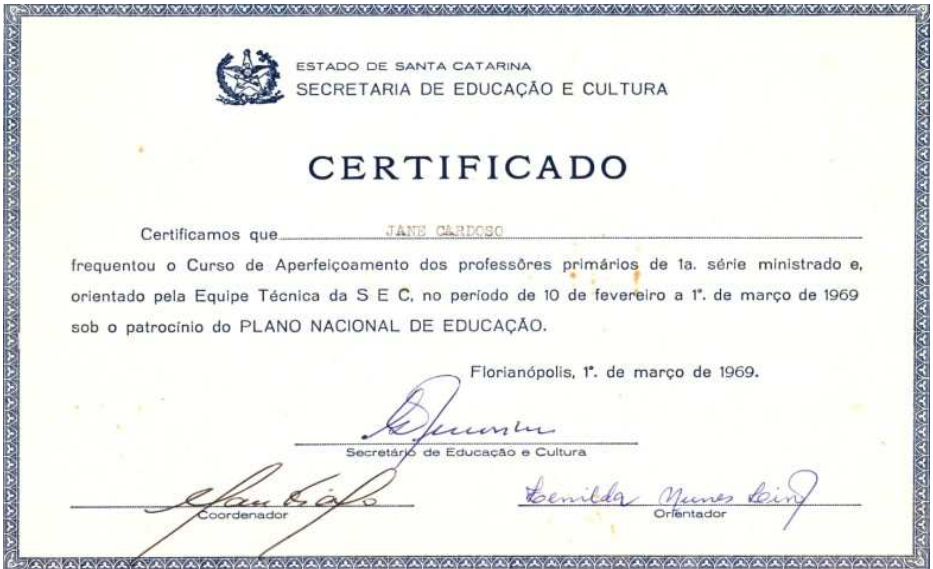 ESTADO DE SANTA CATARINA
SECRETARIA DE EDUCAÇÃO E CULTURA
CERTIFICADO
Certificamos que JANE CARDOSO
frequentou o Curso de Aperfeiçoamento dos professôres primários de 1a. série ministrado e,
orientado pela Equipe Técnica da S E C, no período de 10 de fevereiro a 1º. de março de 1969
sob o patrocínio do PLANO NACIONAL DE EDUCAÇÃO.
Florianópolis, 1º. de março de 1969.
Secretário de Educação e Cultura
Coordenador
Nunes
Orientador